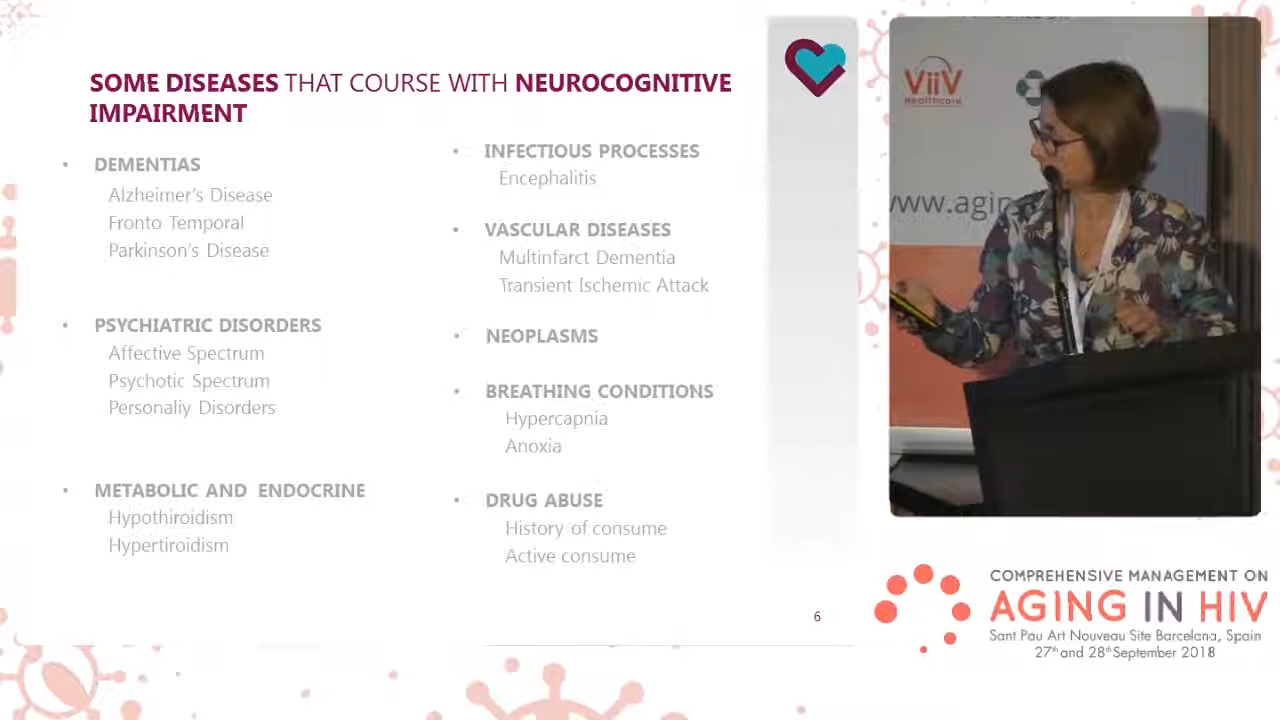 SOME DISEASES THAT COURSE WITH NEUROCOGNITIVE
IMPAIRMENT
• DEMENTIAS
Alzheimer's Disease
Fronto Temporal
Parkinson's Disease
• PSYCHIATRIC DISORDERS
Affective Spectrum
Psychotic Spectrum
Personaliy Disorders
• METABOLIC AND ENDOCRINE
Hypothiroidism
Hypertiroidism
• INFECTIOUS PROCESSES
Encephalitis
• VASCULAR DISEASES
Multinfarct Dementia
Transient Ischemic Attack
• NEOPLASMS
• BREATHING CONDITIONS
Hypercapnia
Anoxia
• DRUG ABUSE
History of consume
Active consume
6
ViiV
Healthcare
www.agin
COMPREHENSIVE MANAGEMENT ON
AGING IN HIV
Sant Pau Art Nouveau Site Barcelana, Spain
27th and 28th September 2018